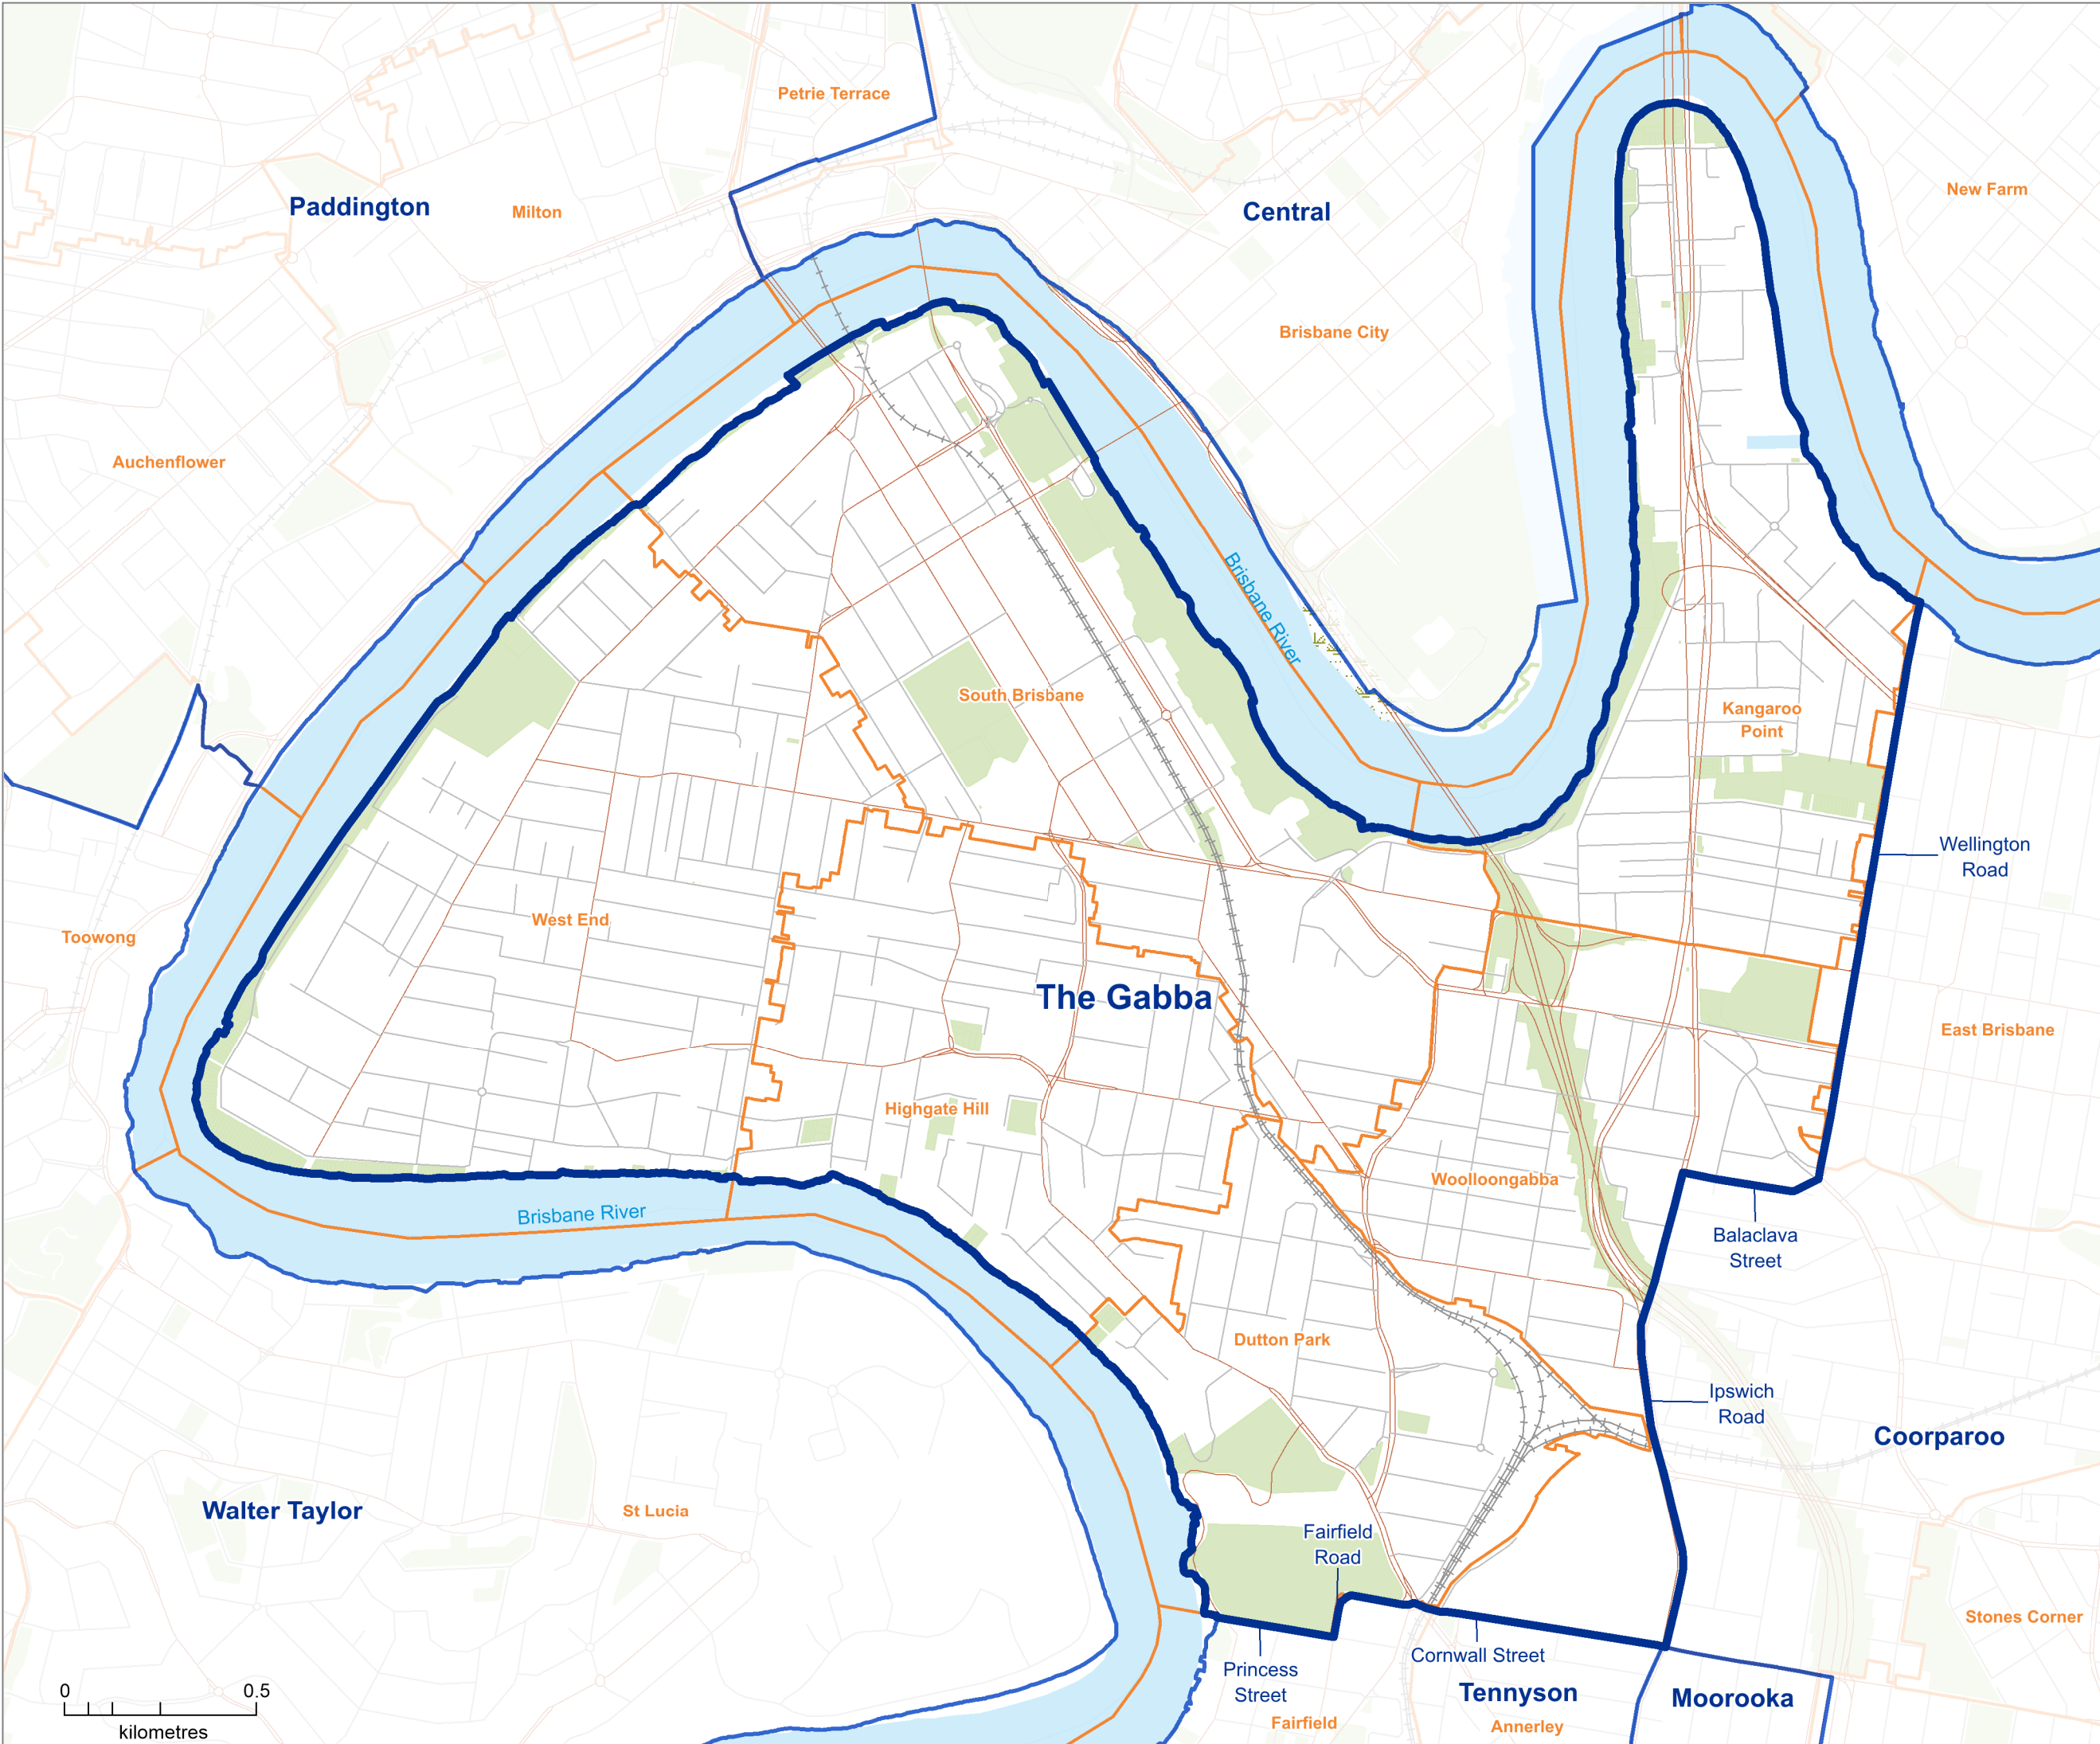 Petrie Terrace
New Farm
Paddington
Milton
Central
Brisbane City
Auchenflower
Brisbane River
South Brisbane
Kangaroo
Point
Wellington
Road
West End
Toowong
The Gabba
East Brisbane
Highgate Hill
Woolloongabba
Brisbane River
Balaclava
Street
Dutton Park
Ipswich
Road
Coorparoo
Walter Taylor
St Lucia
Fairfield
Road
Stones Corner
Cornwall Street
Princess
Street
Tennyson
Moorooka
Fairfield
Annerley
0 0.5
kilometres